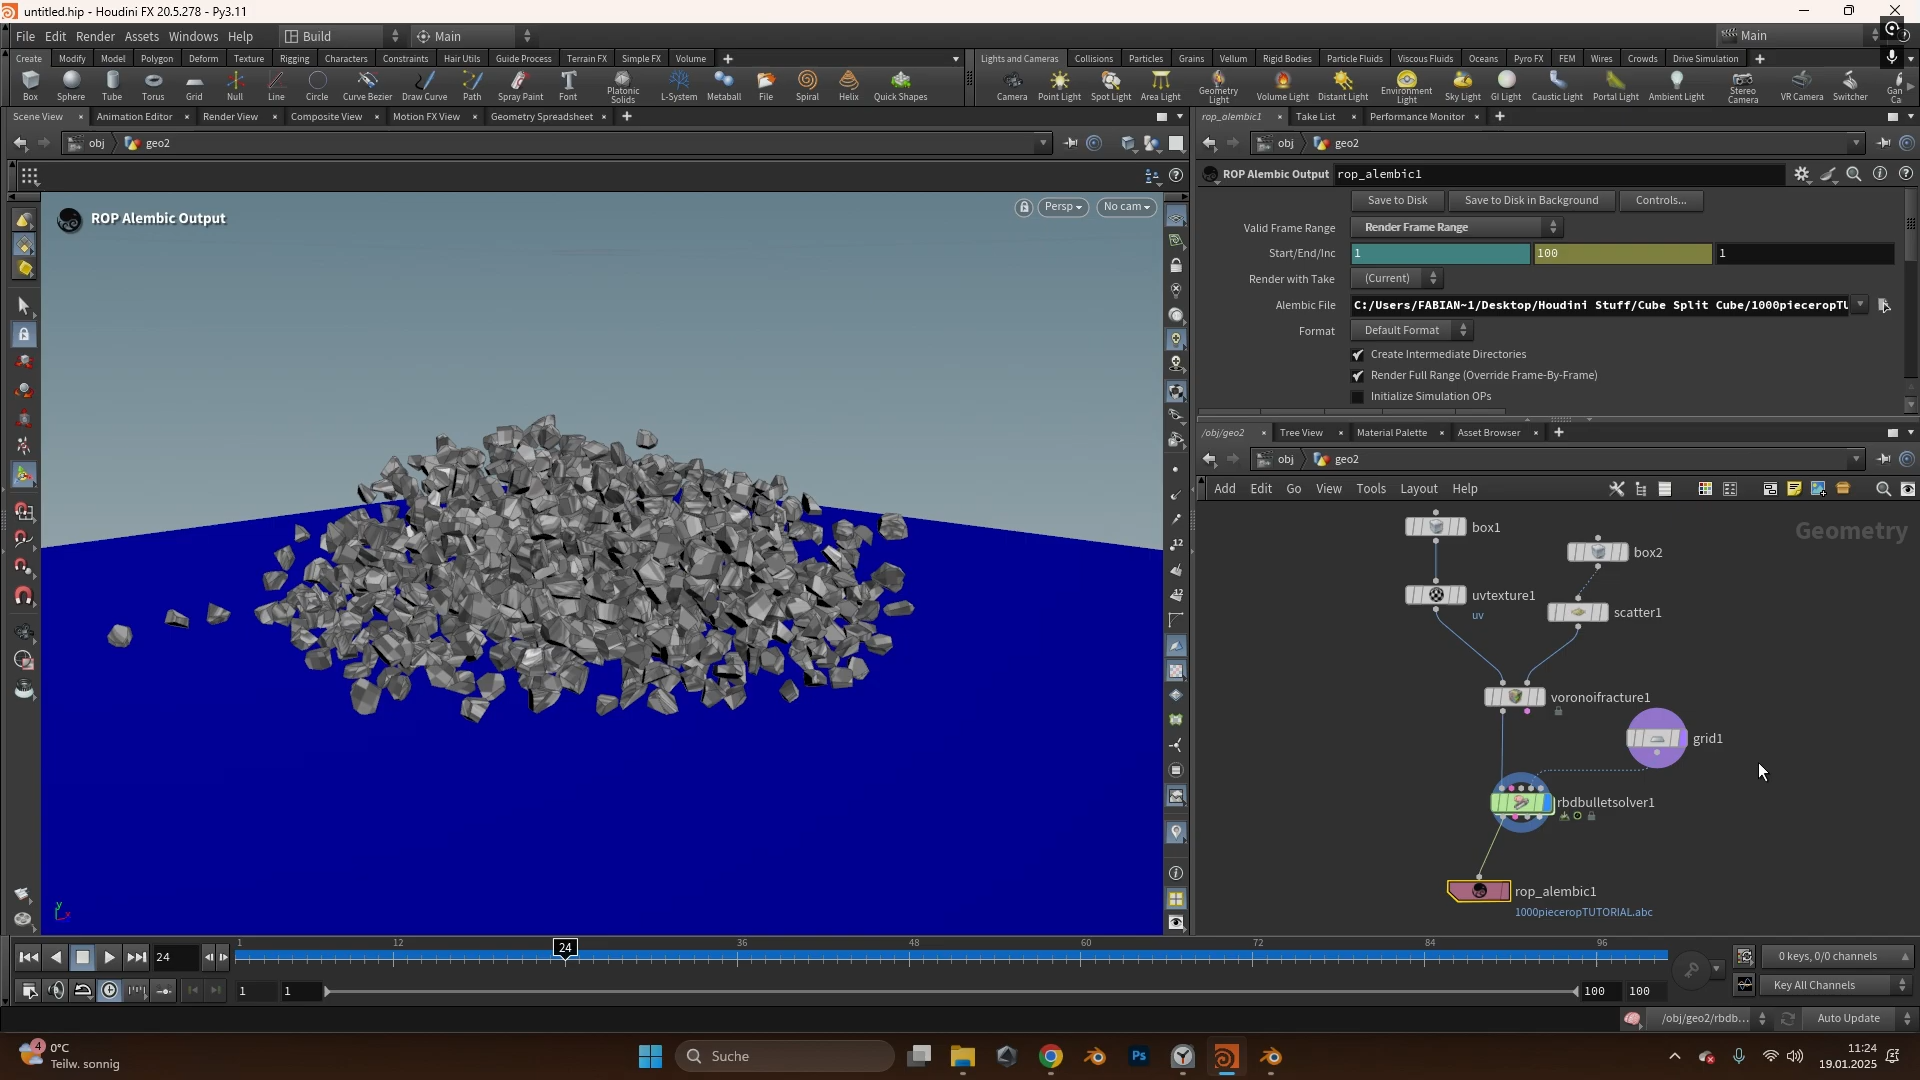 untitled.hip - Houdini FX 20.5.278 - Py3.11
File Edit Render Assets Windows Help Build Main Main
Create Modify Model Polygon Deform Texture Rigging Characters Constraints Hair Utils Guide Process Terrain FX Simple FX Volume
Lights and Cameras Collisions Particles Grains Vellum Rigid Bodies Particle Fluids Viscous Fluids Oceans Pyro FX FEM Wires Crowds Drive Simulation
Box Sphere Tube Torus Grid Null Line Circle Curve Bezier Draw Curve Path Spray Paint Font Platonic Solids L-System Metaball File Spiral Helix Quick Shapes
Camera Point Light Spot Light Area Light Geometry Light Volume Light Distant Light Environment Light Sky Light GI Light Caustic Light Portal Light Ambient Light Stereo Camera VR Camera Switcher Gan Ca
Scene View Animation Editor Render View Composite View Motion FX View Geometry Spreadsheet
rop_alembic1 Take List Performance Monitor
obj geo2
obj geo2
ROP Alembic Output rop_alembic1
ROP Alembic Output
Persp No cam
Save to Disk Save to Disk in Background Controls...
Valid Frame Range Render Frame Range
Start/End/Inc 1 100 1
Render with Take (Current)
Alembic File C:/Users/FABIAN~1/Desktop/Houdini Stuff/Cube Split Cube/1000pieceropTU
Format Default Format
Create Intermediate Directories
Render Full Range (Override Frame-By-Frame)
Initialize Simulation OPs
/obj/geo2 Tree View Material Palette Asset Browser
obj geo2
Add Edit Go View Tools Layout Help
Geometry
box1
box2
uvtexture1
uv
scatter1
voronoifracture1
grid1
rbdbulletsolver1
rop_alembic1
1000pieceropTUTORIAL.abc
12
12
y
x
24
1 12 24 36 48 60 72 84 96
0 keys, 0/0 channels
1 1 100 100
Key All Channels
/obj/geo2/rbdb... Auto Update
4
0°C
Teilw. sonnig
Suche
Ps
11:24
19.01.2025